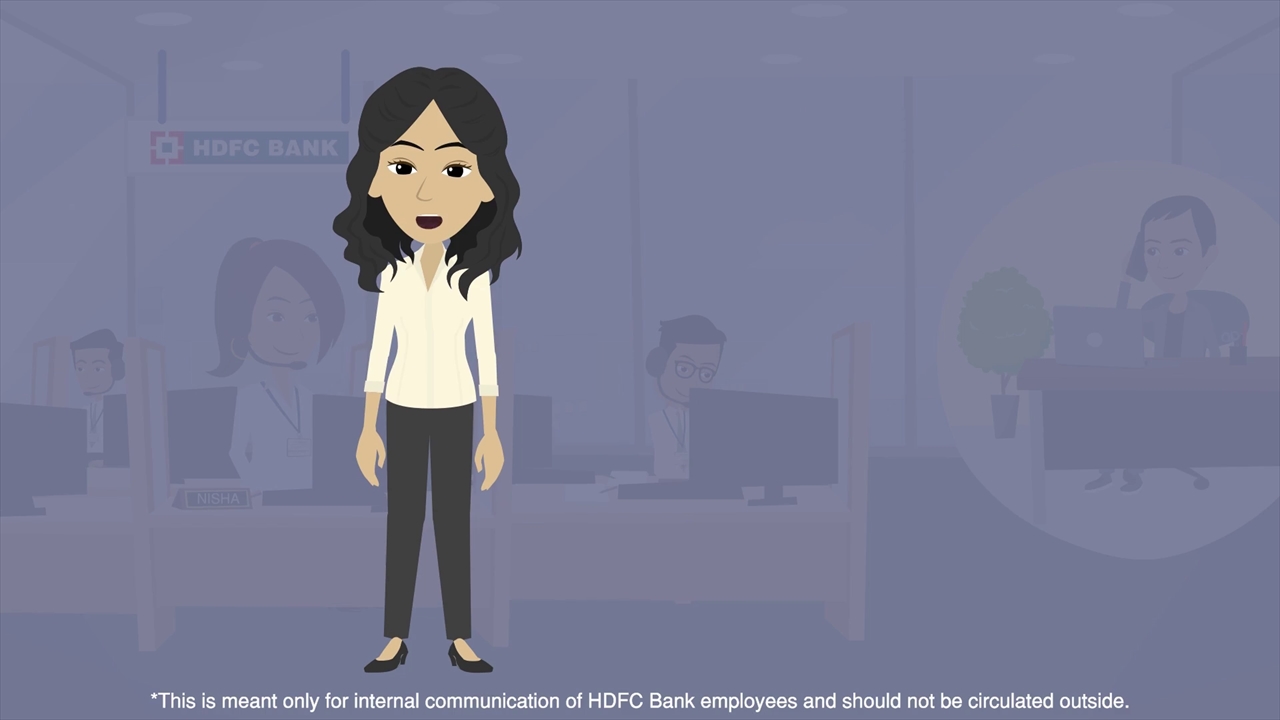 HDFC BANK
NISHA
*This is meant only for internal communication of HDFC Bank employees and should not be circulated outside.